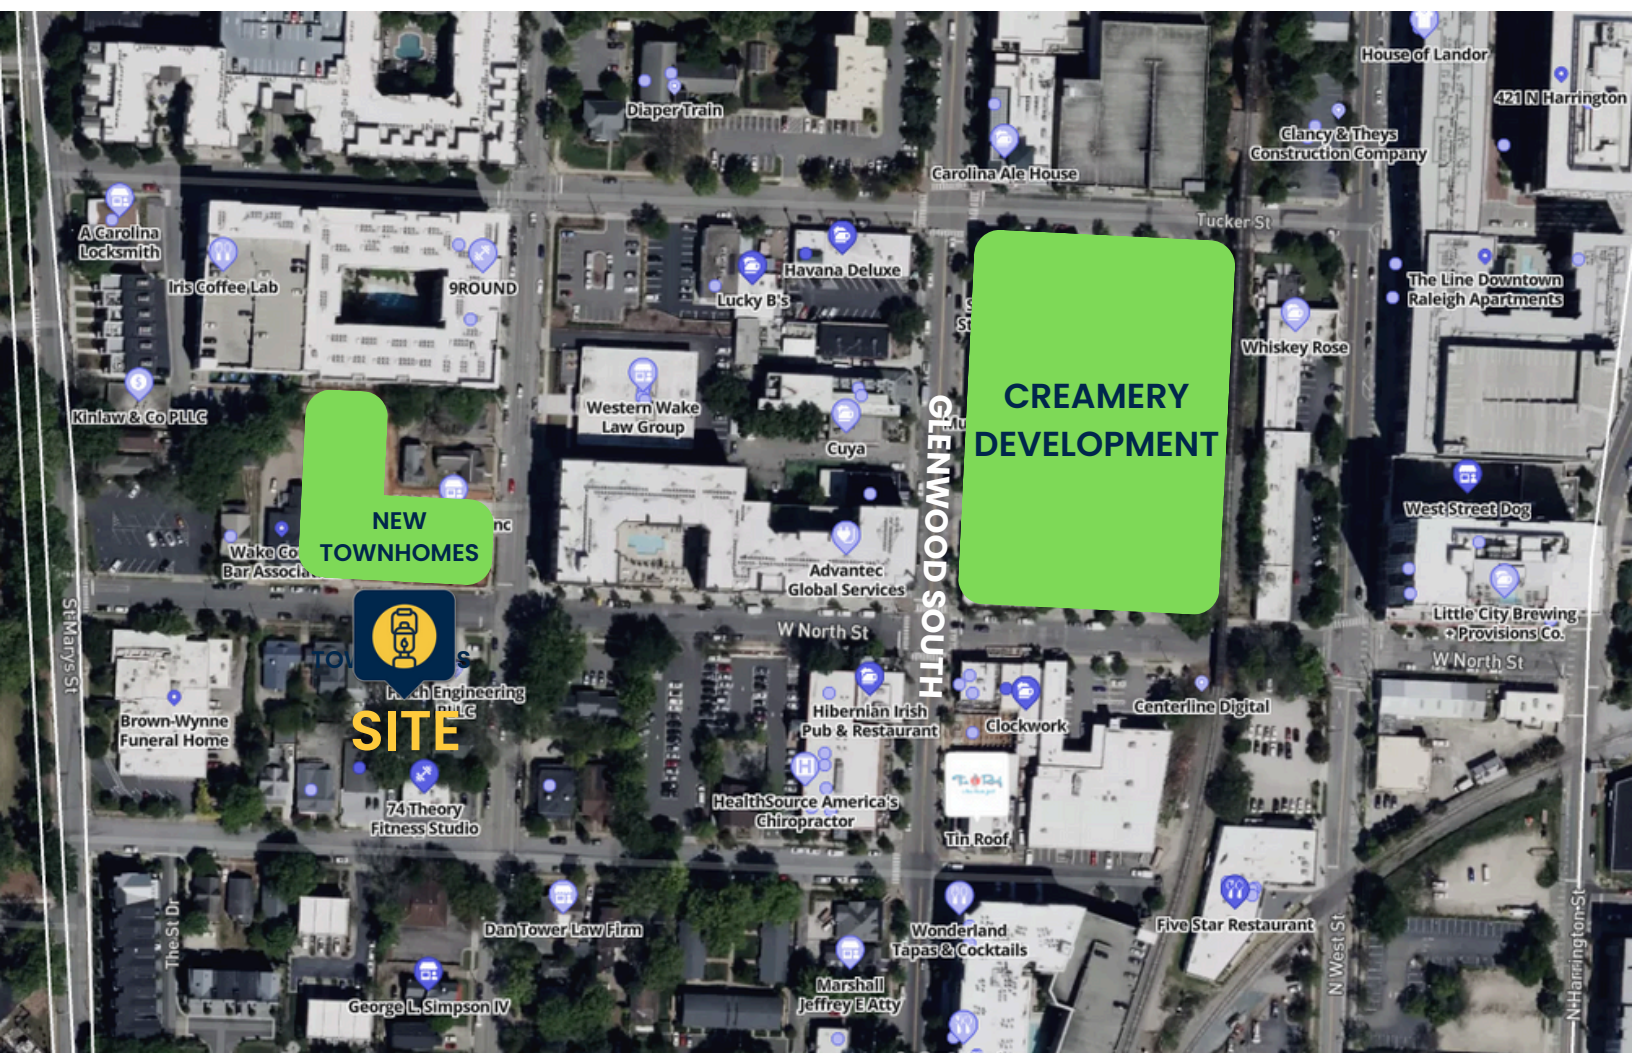 House of Landor
421 N Harrington
Diaper Train
Clancy & Theys
Construction Company
Carolina Ale House
Tucker St
A Carolina
Locksmith
Havana Deluxe
The Line Downtown
Raleigh Apartments
Iris Coffee Lab
9ROUND
Lucky B's
Whiskey Rose
CREAMERY
DEVELOPMENT
Kinlaw & Co PLLC
Western Wake
Law Group
GLENWOOD SOUTH
Cuya
West Street Dog
NEW
TOWNHOMES
Wake Co
Bar Associat
nc
Advantec
Global Services
Little City Brewing
+ Provisions Co.
W North St
W North St
St Marys St
Engineering
Brown-Wynne
Funeral Home
SITE
Hibernian Irish
Pub & Restaurant
Clockwork
Centerline Digital
74 Theory
Fitness Studio
HealthSource America's
Chiropractor
Tin Roof
Tin Roof
The St Dr
Dan Tower Law Firm
Wonderland
Tapas & Cocktails
Five Star Restaurant
N West St
N Harrington St
George L. Simpson IV
Marshall
Jeffrey E Atty